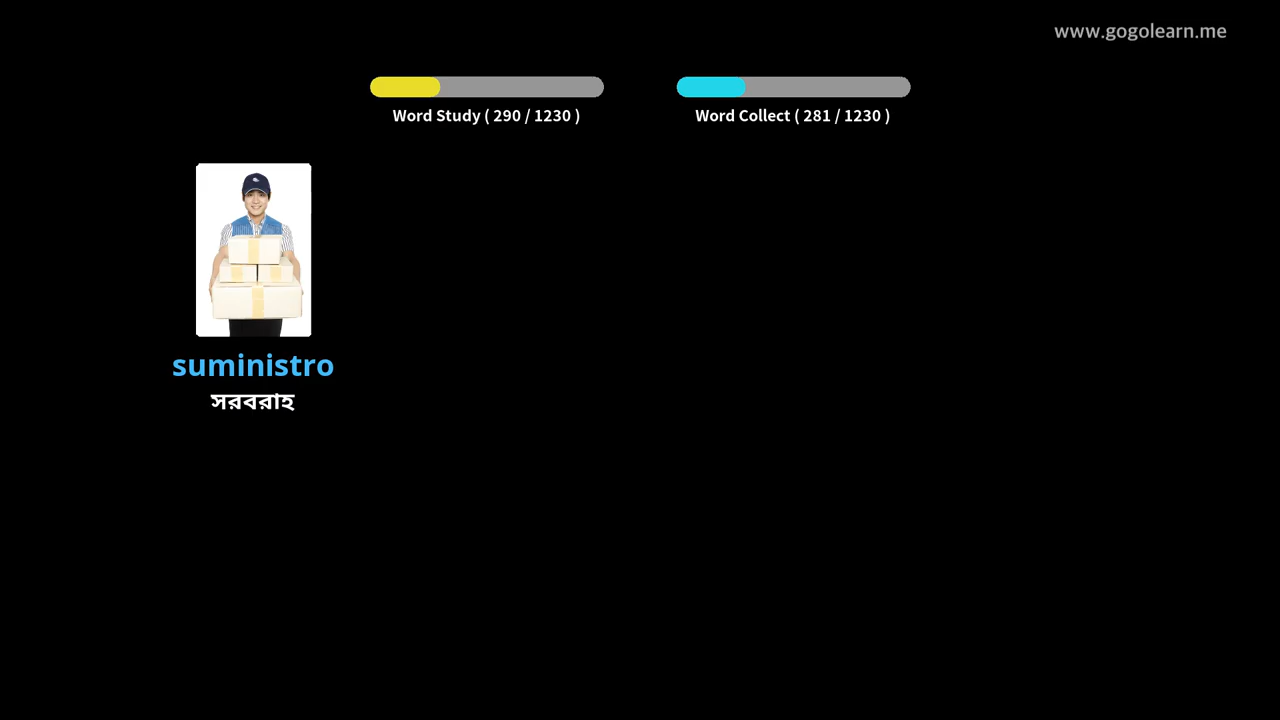 www.gogolearn.me
Word Study ( 290 / 1230 )
Word Collect ( 281 / 1230 )
suministro
সরবরাহ